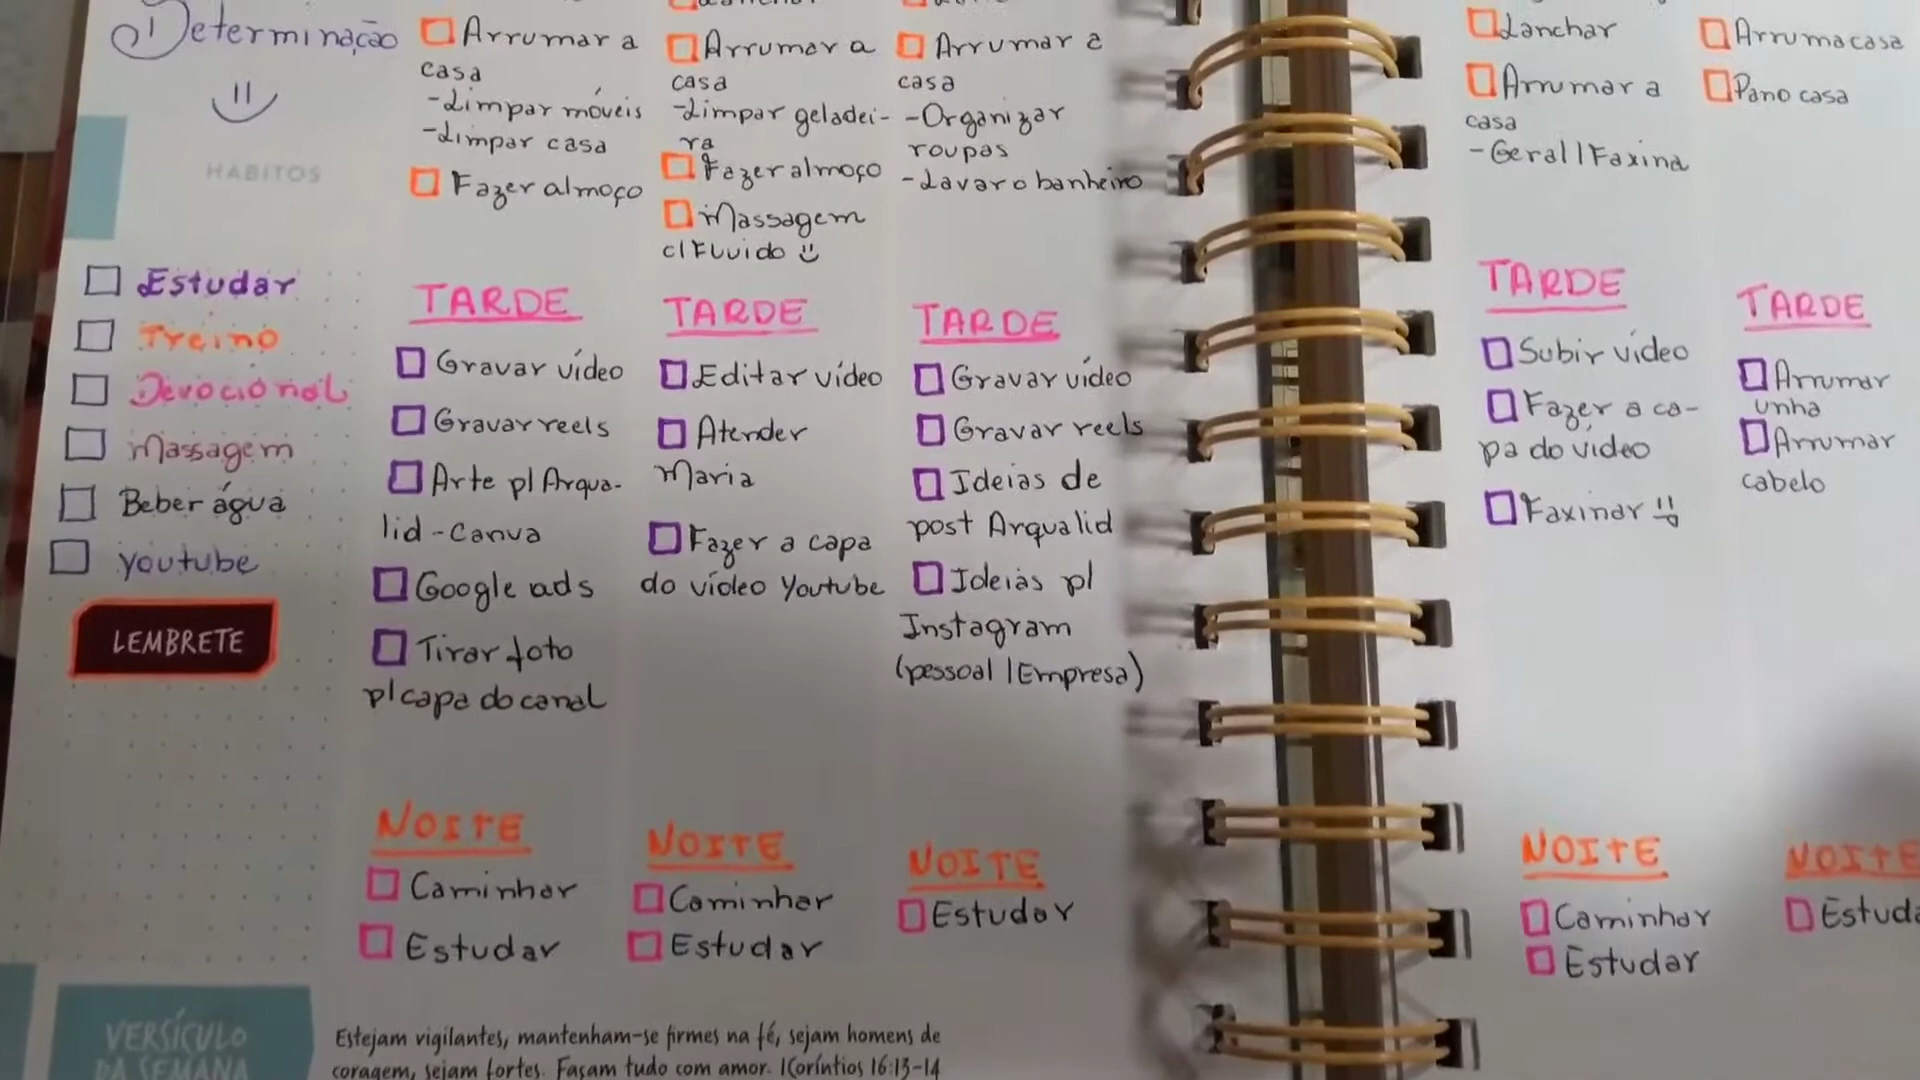 Determinação
HÁBITOS
Estudar
Treino
Devocional
Massagem
Beber água
youtube
LEMBRETE
VERSÍCULO
DA SEMANA
Arrumar a
casa
-Limpar móveis
-Limpar casa
Fazer almoço
TARDE
Gravar vídeo
Gravar reels
Arte p/ Arqua-
lid-Canva
Google ads
Tirar foto
p/capa do canal
NOITE
Caminhar
Estudar
Arrumar a
casa
-Limpar geladei-
ra
Fazer almoço
Massagem
c/Fluido
TARDE
Editar vídeo
Atender
Maria
Fazer a capa
do vídeo Youtube
NOITE
Caminhar
Estudar
Arrumar a
casa
-Organizar
roupas
-Lavar o banheiro
TARDE
Gravar vídeo
Gravar reels
Ideias de
post Arqualid
Ideias p/
Instagram
(pessoal/Empresa)
NOITE
Estudar
Estejam vigilantes, mantenham-se firmes na fé, sejam homens de
coragem, sejam fortes. Façam tudo com amor. 1Coríntios 16:13-14
Lanchar
Arrumar a
casa
-Geral/Faxina
TARDE
Subir vídeo
Fazer a ca-
pa do vídeo
Faxinar
NOITE
Caminhar
Estudar
Arruma casa
Pano casa
TARDE
Arrumar
unha
Arrumar
cabelo
NOITE
Estuda